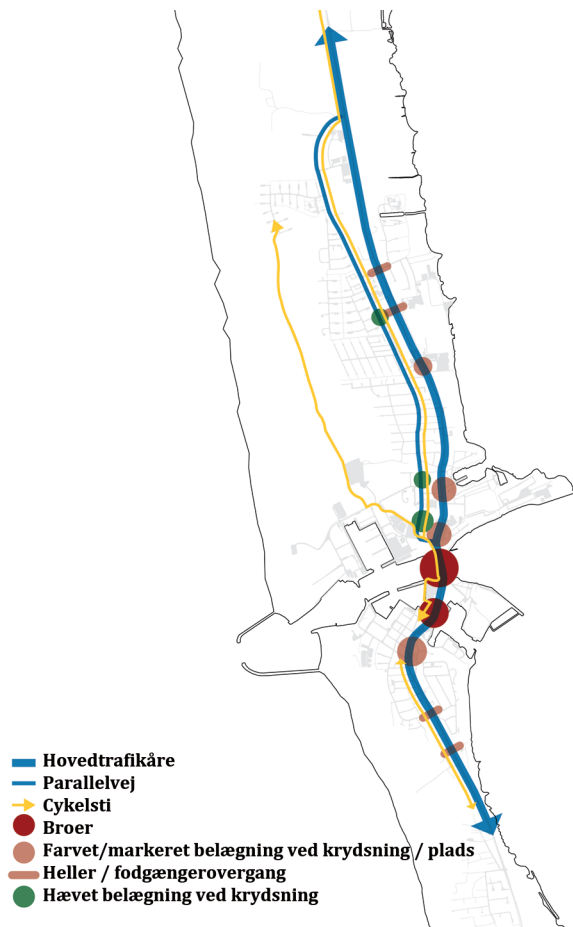 Hovedtrafikåre
Parallelvej
Cykelsti
Broer
Farvet/markeret belægning ved krydsning / plads
Heller / fodgængerovergang
Hævet belægning ved krydsning